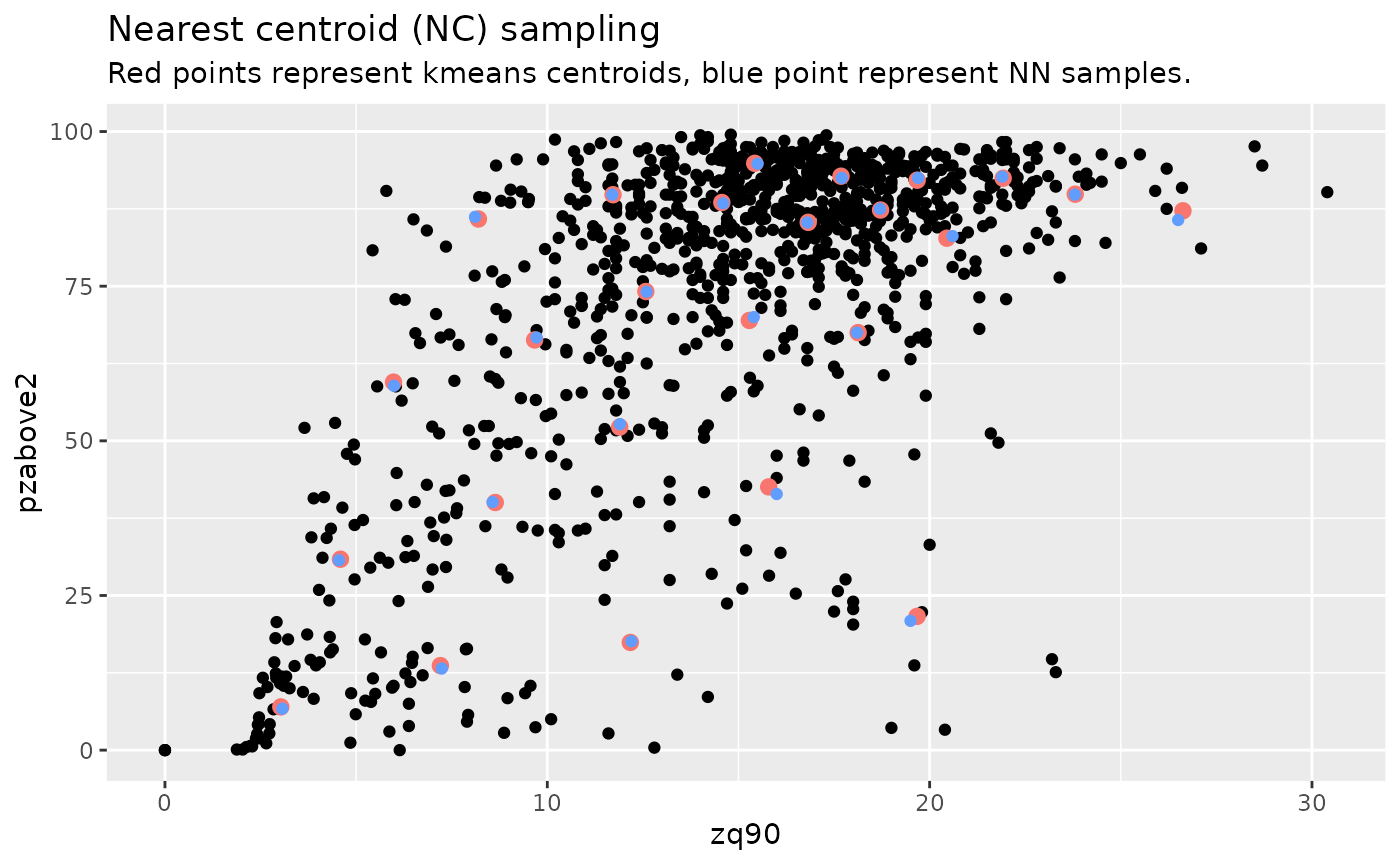 Nearest centroid (NC) sampling
Red points represent kmeans centroids, blue point represent NN samples.
100
75
50
25
0
pzabove2
0 10 20 30
zq90